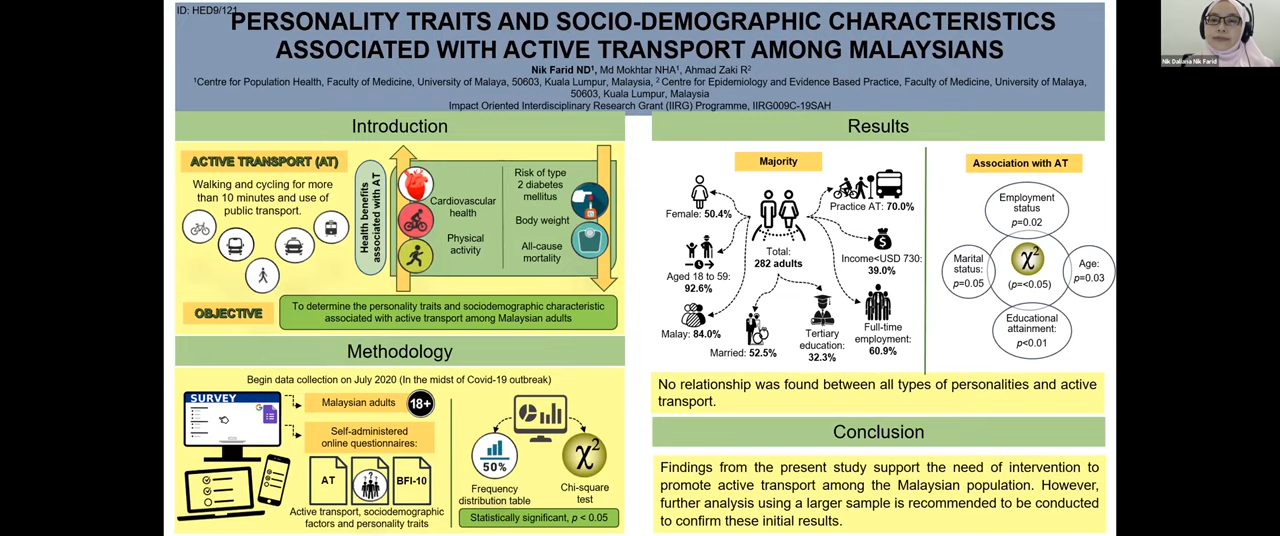 ID: HED9/121
PERSONALITY TRAITS AND SOCIO-DEMOGRAPHIC CHARACTERISTICS
ASSOCIATED WITH ACTIVE TRANSPORT AMONG MALAYSIANS
Nik Farid ND¹, Md Mokhtar NHA¹, Ahmad Zaki R²
¹Centre for Population Health, Faculty of Medicine, University of Malaya, 50603, Kuala Lumpur, Malaysia, ² Centre for Epidemiology and Evidence Based Practice, Faculty of Medicine, University of Malaya,
50603, Kuala Lumpur, Malaysia
Impact Oriented Interdisciplinary Research Grant (IIRG) Programme, IIRG009C-19SAH
Nik Daliana Nik Farid
Introduction
ACTIVE TRANSPORT (AT)
Walking and cycling for more
than 10 minutes and use of
public transport.
Health benefits
associated with AT
Cardiovascular
health
Physical
activity
Risk of type
2 diabetes
mellitus
Body weight
All-cause
mortality
OBJECTIVE
To determine the personality traits and sociodemographic characteristic
associated with active transport among Malaysian adults
Methodology
Begin data collection on July 2020 (In the midst of Covid-19 outbreak)
SURVEY
G
Malaysian adults
18+
Self-administered
online questionnaires:
AT
? ?
BFI-10
Active transport, sociodemographic
factors and personality traits
50%
Frequency
distribution table
χ²
Chi-square
test
Statistically significant, p < 0.05
Results
Majority
Female: 50.4%
Aged 18 to 59:
92.6%
Malay: 84.0%
Married: 52.5%
Total:
282 adults
Tertiary
education:
32.3%
Full-time
employment:
60.9%
Income<USD 730:
39.0%
Practice AT: 70.0%
Association with AT
Employment
status
p=0.02
Marital
status:
p=0.05
χ²
(p=<0.05)
Age:
p=0.03
Educational
attainment:
p<0.01
No relationship was found between all types of personalities and active
transport.
Conclusion
Findings from the present study support the need of intervention to
promote active transport among the Malaysian population. However,
further analysis using a larger sample is recommended to be conducted
to confirm these initial results.